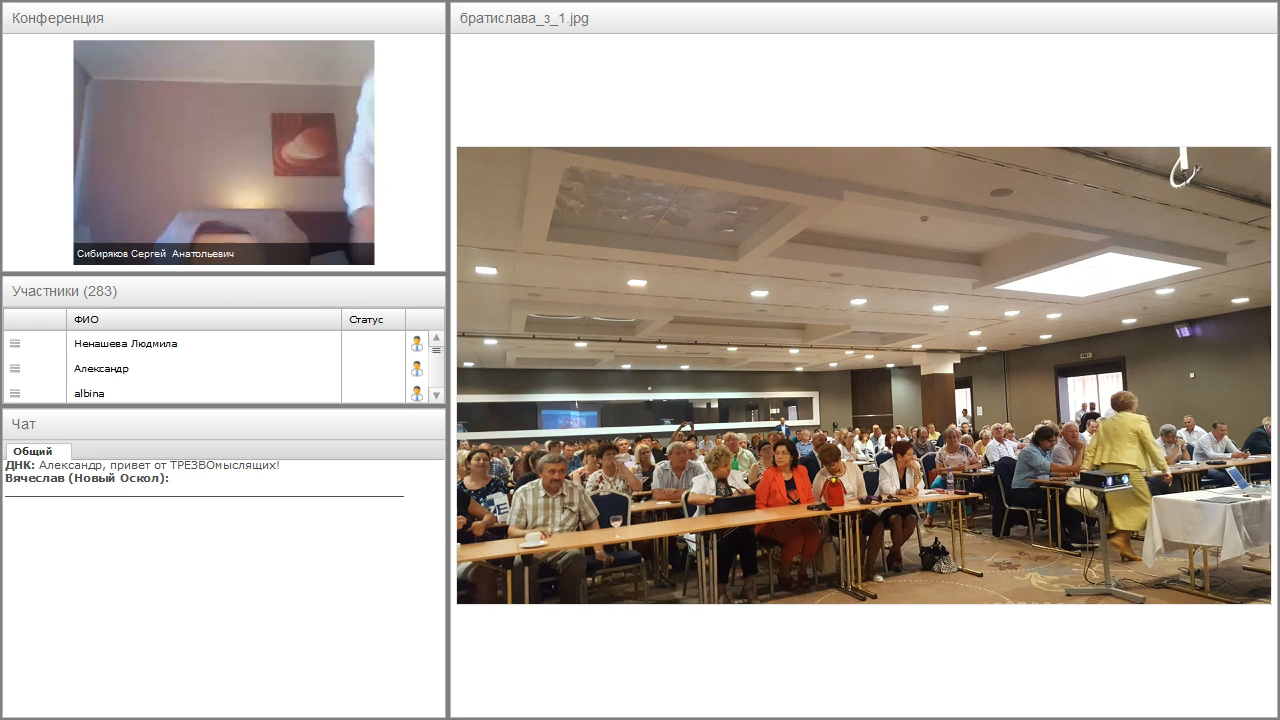 Конференция
Сибиряков Сергей Анатольевич
Участники (283)
ФИО
Статус
Ненашева Людмила
Александр
albina
Чат
Общий
ДНК: Александр, привет от ТРЕЗВОмыслящих!
Вячеслав (Новый Оскол):
братислава_з_1.jpg